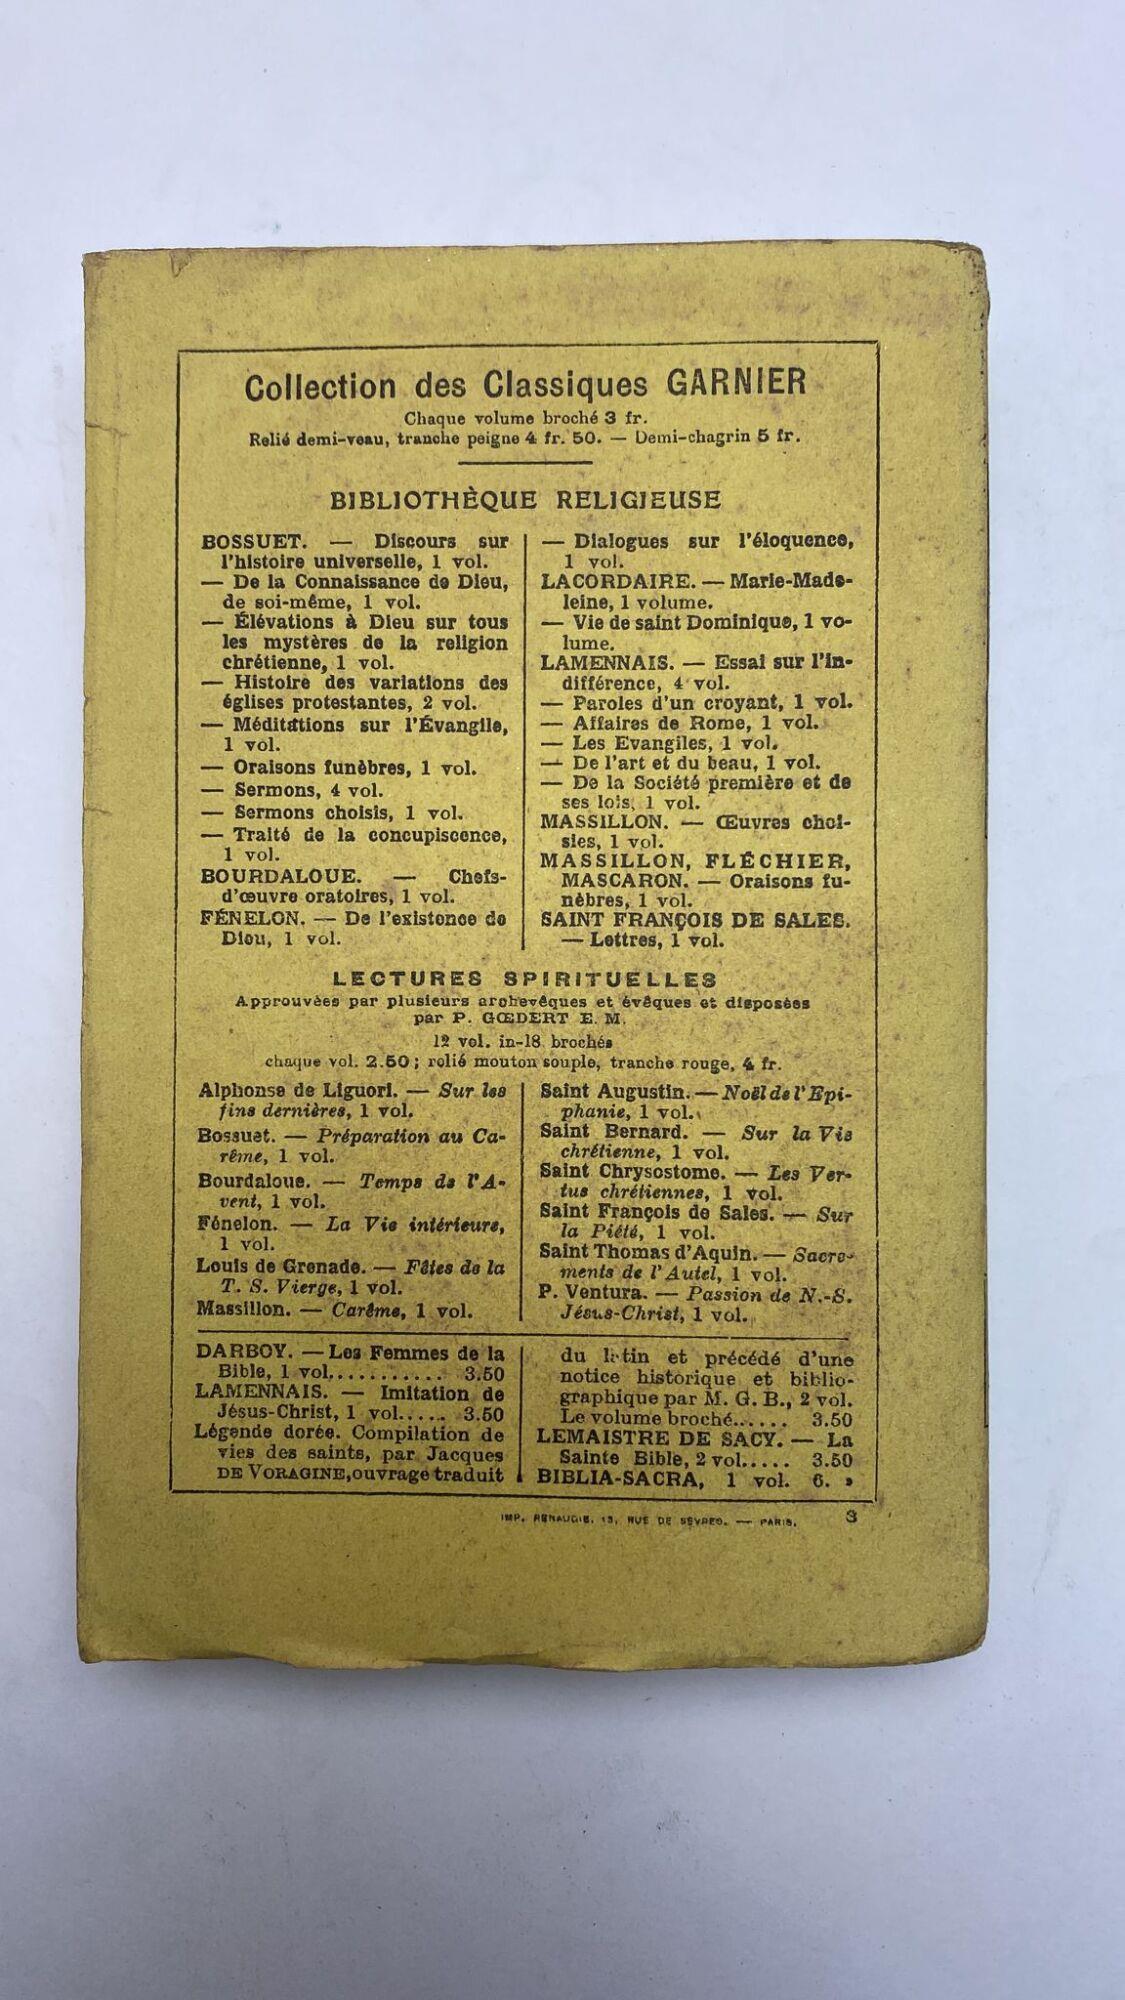 Collection des Classiques GARNIER
Chaque volume broché 3 fr.
Relié demi-veau, tranche peigne 4 fr. 50. — Demi-chagrin 5 fr.
BIBLIOTHÈQUE RELIGIEUSE
BOSSUET. — Discours sur
l'histoire universelle, 1 vol.
— De la Connaissance de Dieu,
de soi-même, 1 vol.
— Élévations à Dieu sur tous
les mystères de la religion
chrétienne, 1 vol.
— Histoire des variations des
églises protestantes, 2 vol.
— Méditations sur l'Évangile,
1 vol.
— Oraisons funèbres, 1 vol.
— Sermons, 4 vol.
— Sermons choisis, 1 vol.
— Traité de la concupiscence,
1 vol.
BOURDALOUE. — Chefs-
d'œuvre oratoires, 1 vol.
FÉNELON. — De l'existence de
Dieu, 1 vol.
— Dialogues sur l'éloquence,
1 vol.
LACORDAIRE. — Marie-Made-
leine, 1 volume.
— Vie de saint Dominique, 1 vo-
lume.
LAMENNAIS. — Essai sur l'in-
différence, 4 vol.
— Paroles d'un croyant, 1 vol.
— Affaires de Rome, 1 vol.
— Les Evangiles, 1 vol.
— De l'art et du beau, 1 vol.
— De la Société première et de
ses lois, 1 vol.
MASSILLON. — Œuvres choi-
sies, 1 vol.
MASSILLON, FLÉCHIER,
MASCARON. — Oraisons fu-
nèbres, 1 vol.
SAINT FRANÇOIS DE SALES.
— Lettres, 1 vol.
LECTURES SPIRITUELLES
Approuvées par plusieurs archevêques et évêques et disposées
par P. GŒDERT E. M.
12 vol. in-18 brochés
chaque vol. 2.50 ; relié mouton souple, tranche rouge, 4 fr.
Alphonse de Liguori. — Sur les
fins dernières, 1 vol.
Bossuet. — Préparation au Ca-
rême, 1 vol.
Bourdaloue. — Temps de l'A-
vent, 1 vol.
Fénelon. — La Vie intérieure,
1 vol.
Louis de Grenade. — Fêtes de la
T. S. Vierge, 1 vol.
Massillon. — Carême, 1 vol.
Saint Augustin. — Noël de l'Epi-
phanie, 1 vol.
Saint Bernard. — Sur la Vie
chrétienne, 1 vol.
Saint Chrysostome. — Les Ver-
tus chrétiennes, 1 vol.
Saint François de Sales. — Sur
la Piété, 1 vol.
Saint Thomas d'Aquin. — Sacre-
ments de l'Autel, 1 vol.
P. Ventura. — Passion de N.-S.
Jésus-Christ, 1 vol.
DARBOY. — Les Femmes de la
Bible, 1 vol........... 3.50
LAMENNAIS. — Imitation de
Jésus-Christ, 1 vol..... 3.50
Légende dorée. Compilation de
vies des saints, par Jacques
DE VORAGINE, ouvrage traduit
du latin et précédé d'une
notice historique et biblio-
graphique par M. G. B., 2 vol.
Le volume broché...... 3.50
LEMAISTRE DE SACY. — La
Sainte Bible, 2 vol..... 3.50
BIBLIA-SACRA, 1 vol. 6. »
IMP. RENAUGIE, 13, RUE DE SÈVRES. — PARIS. 3